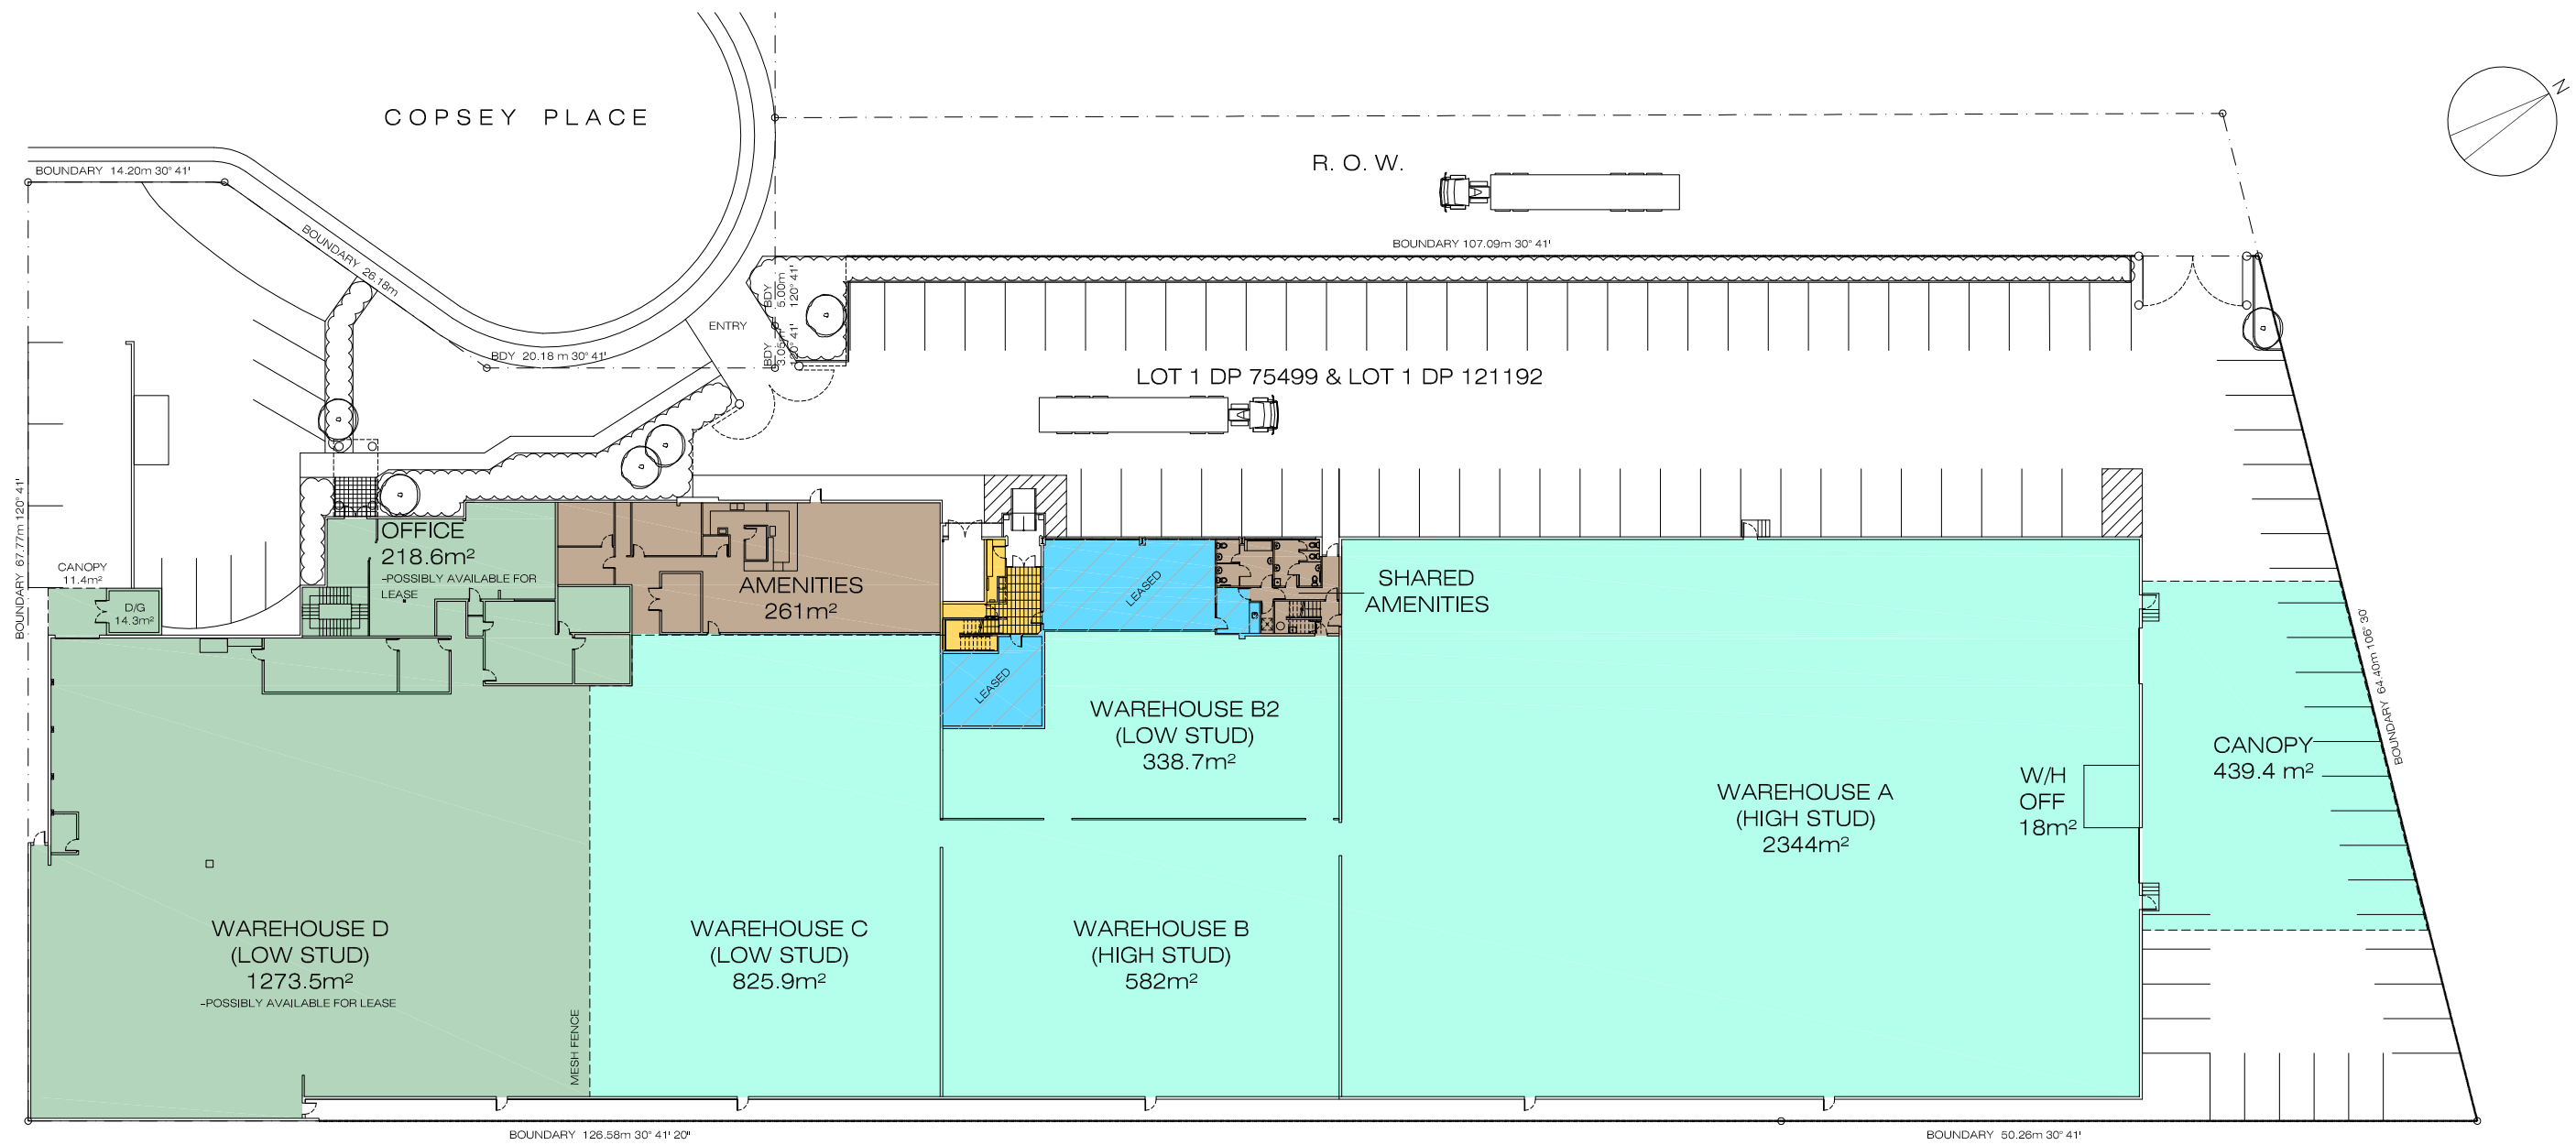 COPSEY PLACE
N
R. O. W.
BOUNDARY 14.20m 30° 41'
BOUNDARY 26.18m
BOUNDARY 107.09m 30° 41'
BDY 5.00m 120° 41'
ENTRY
BDY 20.18 m 30° 41'
LOT 1 DP 75499 & LOT 1 DP 121192
BOUNDARY 67.77m 120° 41'
OFFICE
218.6m²
-POSSIBLY AVAILABLE FOR
LEASE
CANOPY
11.4m²
D/G
14.3m²
AMENITIES
261m²
LEASED
SHARED
AMENITIES
LEASED
BOUNDARY 64.40m 106° 30'
WAREHOUSE B2
(LOW STUD)
338.7m²
CANOPY
439.4 m²
W/H
OFF
18m²
WAREHOUSE A
(HIGH STUD)
2344m²
WAREHOUSE D
(LOW STUD)
1273.5m²
-POSSIBLY AVAILABLE FOR LEASE
MESH FENCE
WAREHOUSE C
(LOW STUD)
825.9m²
WAREHOUSE B
(HIGH STUD)
582m²
BOUNDARY 126.58m 30° 41' 20"
BOUNDARY 50.26m 30° 41'